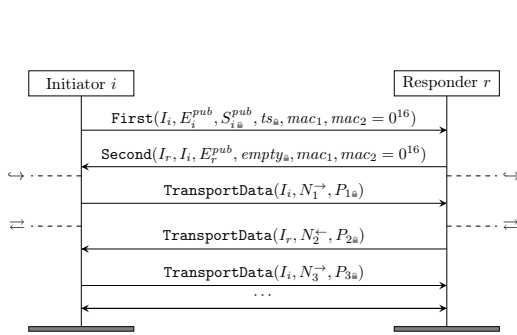 Initiator i
Responder r
First(I_i, E_i^{pub}, S_i^{pub}🔒, ts🔒, mac_1, mac_2 = 0^{16})
Second(I_r, I_i, E_r^{pub}, empty🔒, mac_1, mac_2 = 0^{16})
TransportData(I_i, N_1^→, P_1🔒)
TransportData(I_r, N_2^←, P_2🔒)
TransportData(I_i, N_3^→, P_3🔒)
...